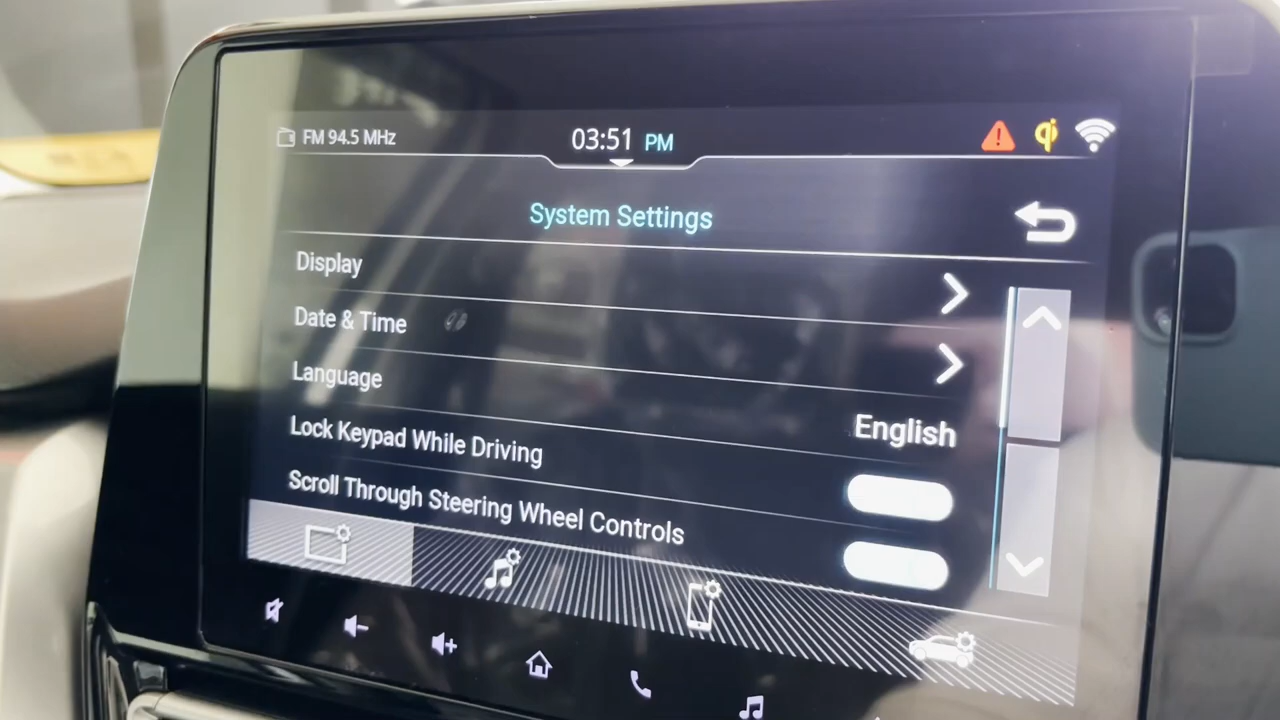 FM 94.5 MHz
03:51 PM
System Settings
Display
Date & Time
Language
English
Lock Keypad While Driving
Scroll Through Steering Wheel Controls